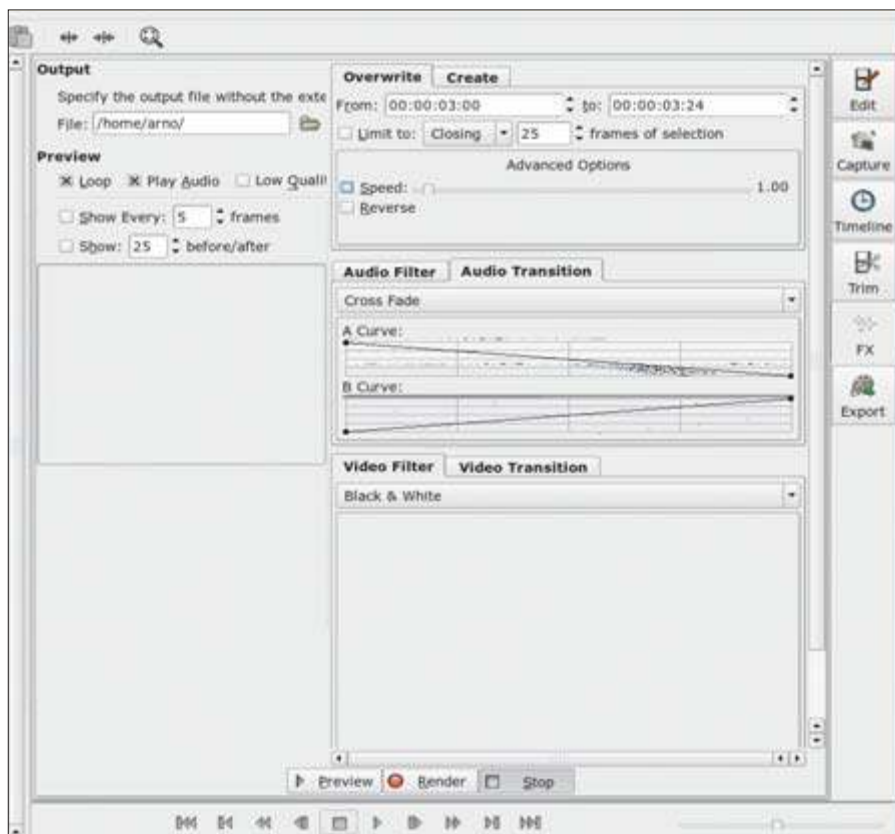 Output
Specify the output file without the exte
File: /home/arno/
Preview
Loop Play Audio Low Quali
Show Every: 5 frames
Show: 25 before/after
Overwrite Create
From: 00:00:03:00 to: 00:00:03:24
Limit to: Closing 25 frames of selection
Advanced Options
Speed: 1.00
Reverse
Audio Filter Audio Transition
Cross Fade
A Curve:
B Curve:
Video Filter Video Transition
Black & White
Preview Render Stop
Edit
Capture
Timeline
Trim
FX
Export